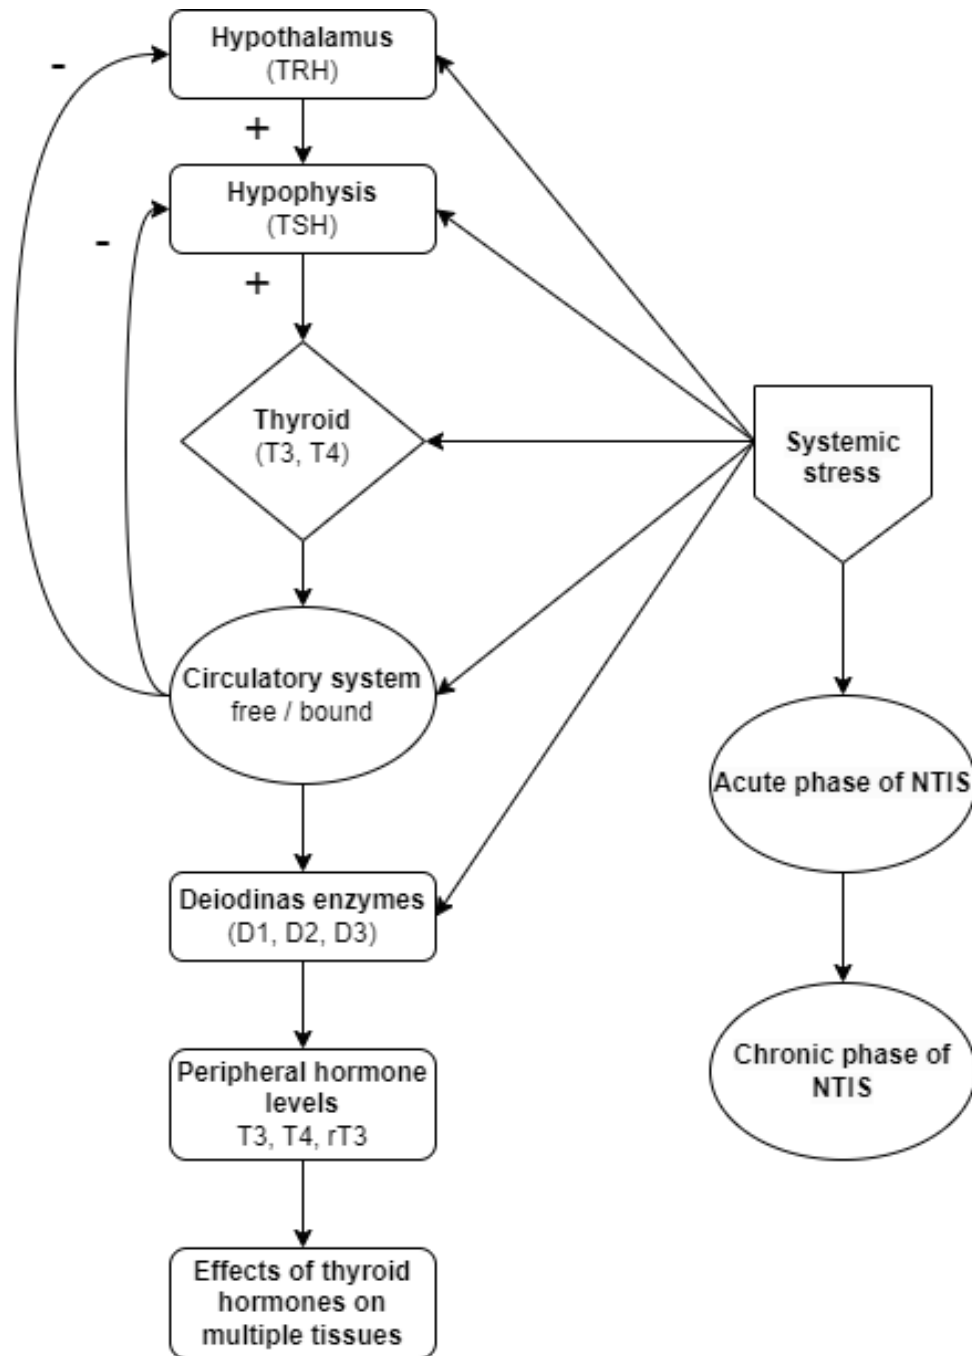 Hypothalamus
(TRH)
-
+
Hypophysis
(TSH)
-
+
Thyroid
(T3, T4)
Systemic
stress
Circulatory system
free / bound
Acute phase of NTIS
Deiodinas enzymes
(D1, D2, D3)
Chronic phase of
NTIS
Peripheral hormone
levels
T3, T4, rT3
Effects of thyroid
hormones on
multiple tissues